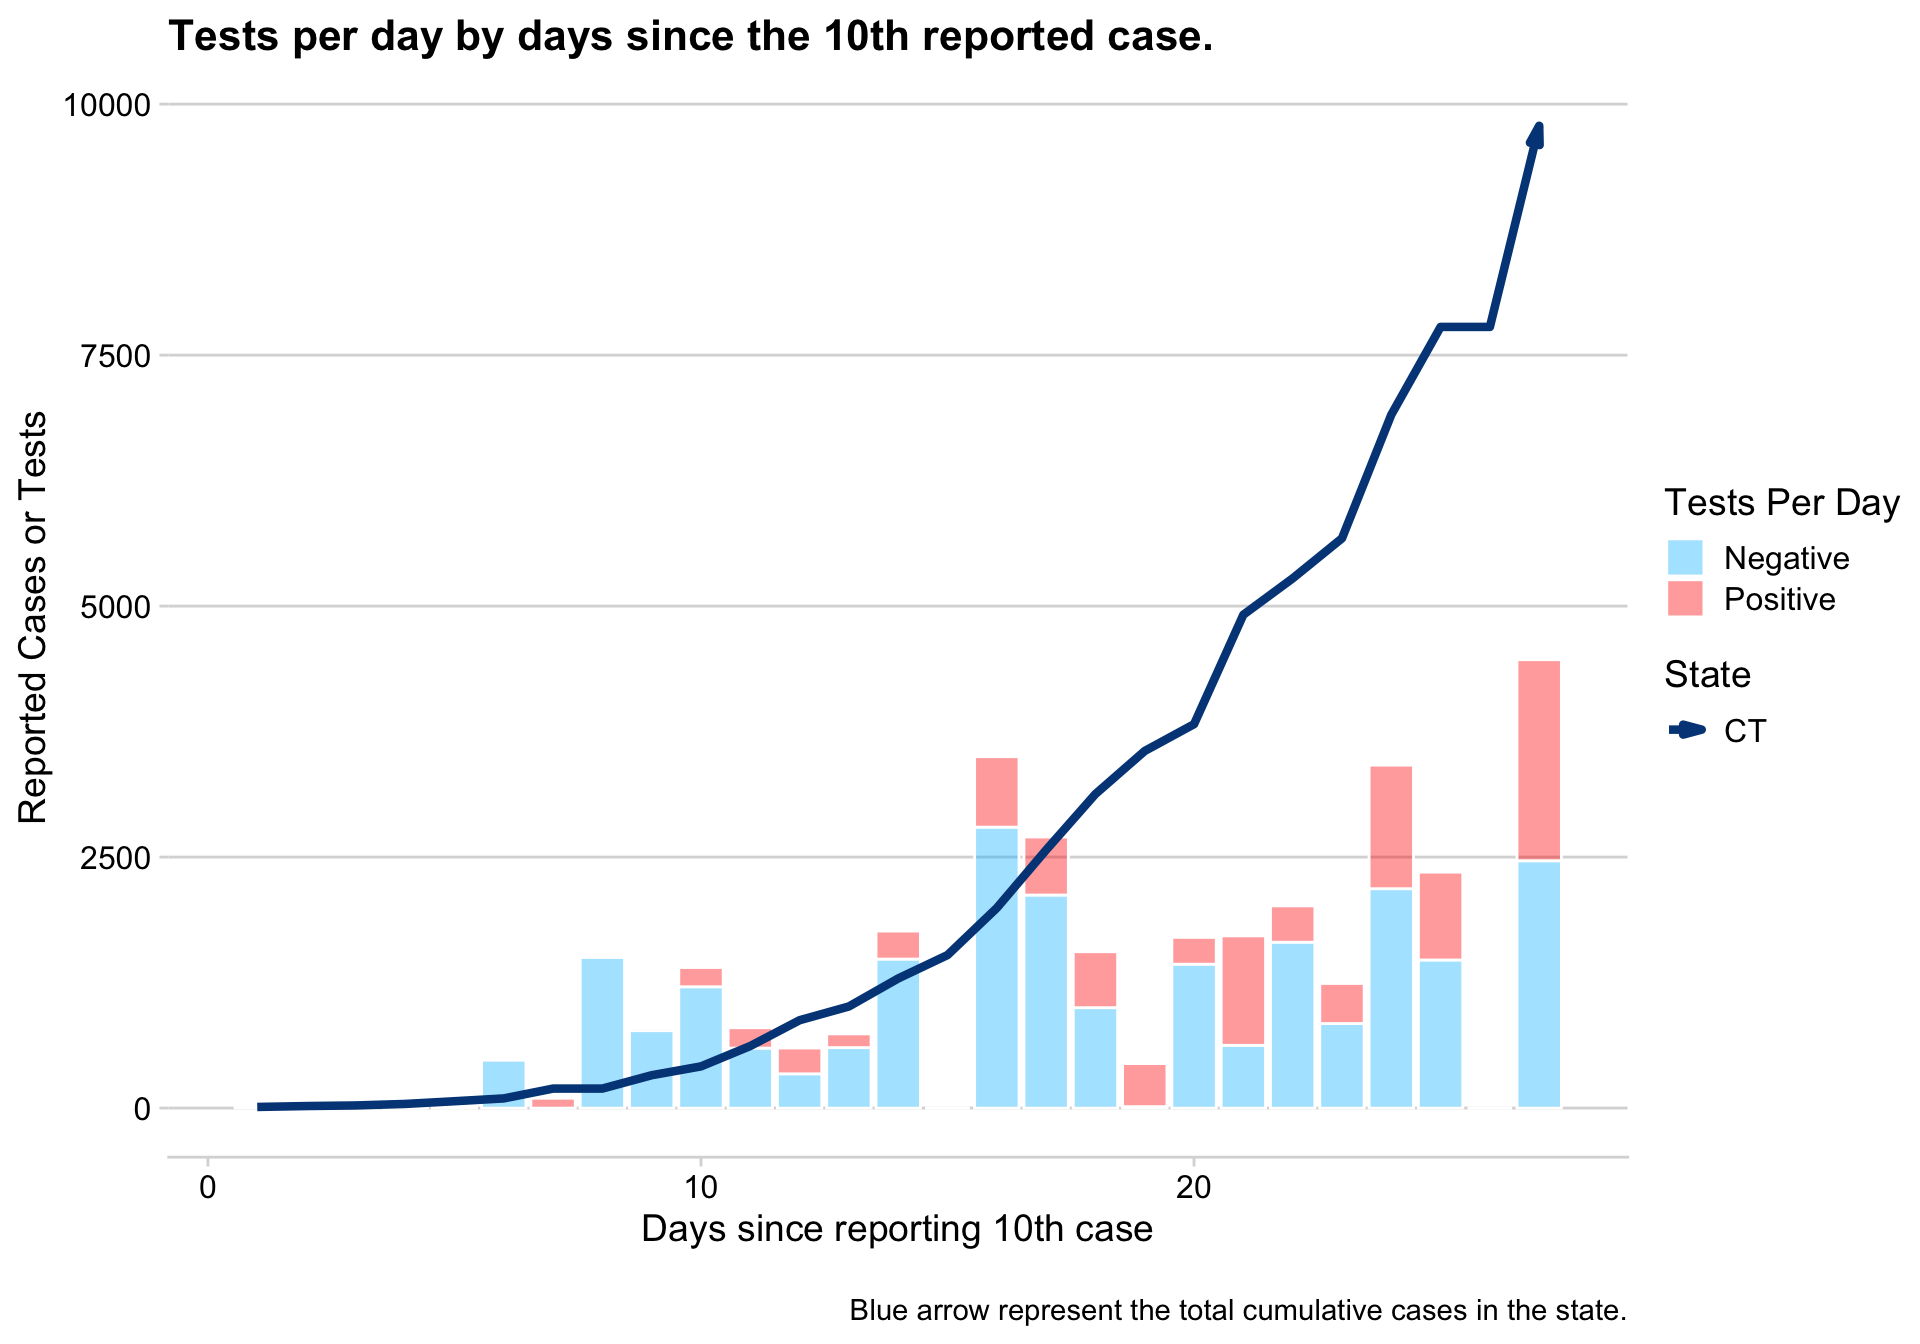 Tests per day by days since the 10th reported case.
10000
7500
5000
2500
0
Reported Cases or Tests
0
10
20
Days since reporting 10th case
Tests Per Day
Negative
Positive
State
CT
Blue arrow represent the total cumulative cases in the state.